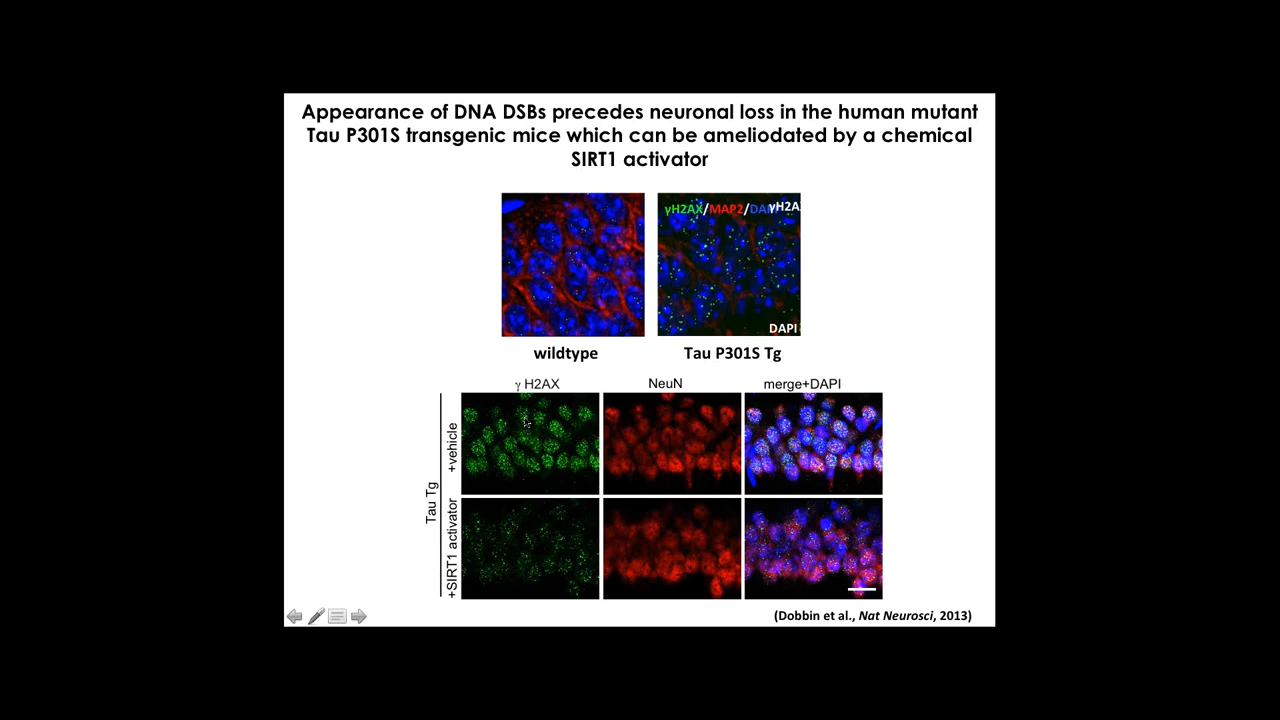 Appearance of DNA DSBs precedes neuronal loss in the human mutant
Tau P301S transgenic mice which can be ameliodated by a chemical
SIRT1 activator
γH2AX/MAP2/DAPI
γH2AX
DAPI
wildtype
Tau P301S Tg
γ H2AX
NeuN
merge+DAPI
Tau Tg
+vehicle
+SIRT1 activator
(Dobbin et al., Nat Neurosci, 2013)